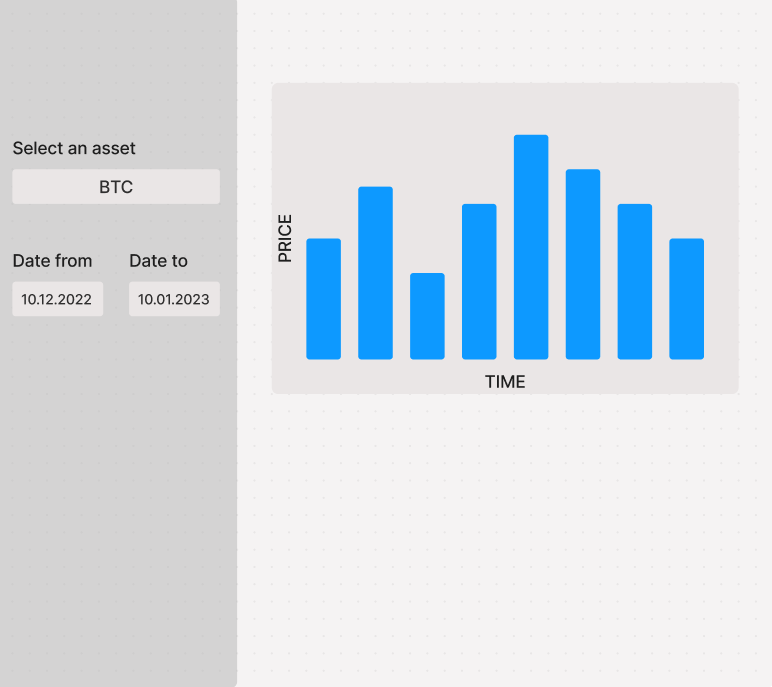 Select an asset
BTC
Date from
Date to
10.12.2022
10.01.2023
PRICE
TIME